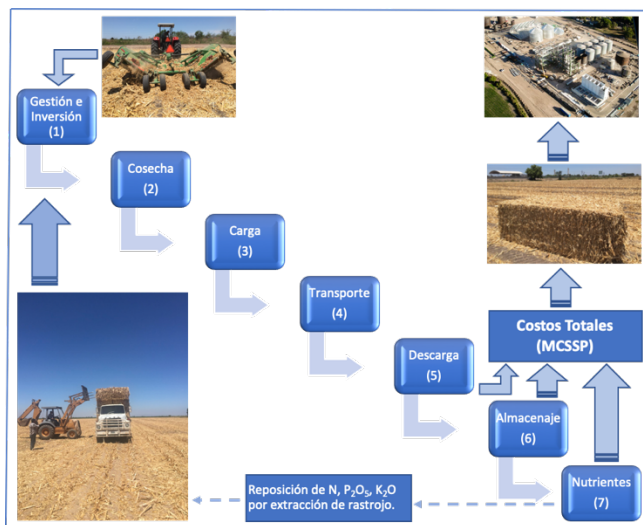 Gestión e
Inversión
(1)
Cosecha
(2)
Carga
(3)
Transporte
(4)
Descarga
(5)
Costos Totales
(MCSSP)
Almacenaje
(6)
Nutrientes
(7)
Reposición de N, P₂O₅, K₂O
por extracción de rastrojo.